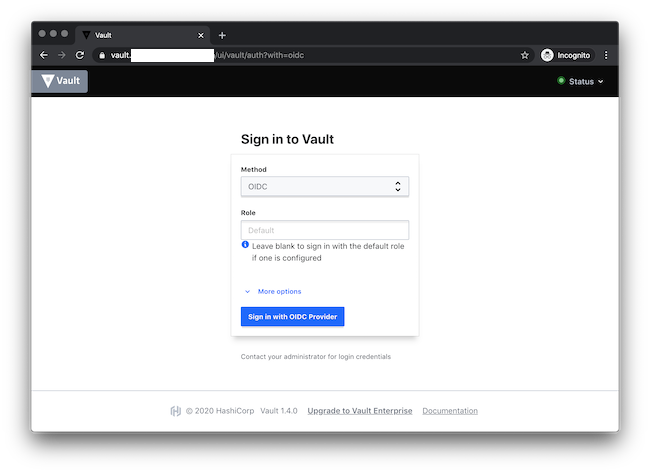 Vault
vault. /ui/vault/auth?with=oidc
Incognito
Vault
Status
Sign in to Vault
Method
OIDC
Role
Default
Leave blank to sign in with the default role
if one is configured
More options
Sign in with OIDC Provider
Contact your administrator for login credentials
© 2020 HashiCorp Vault 1.4.0 Upgrade to Vault Enterprise Documentation